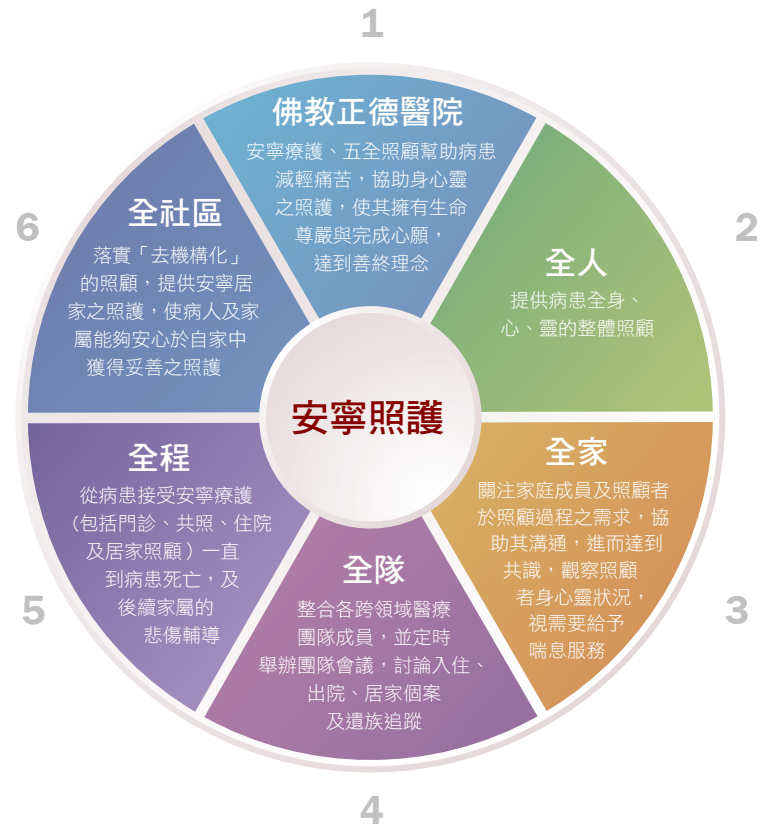 1
佛教正德醫院
安寧療護、五全照顧幫助病患
減輕痛苦，協助身心靈
之照護，使其擁有生命
尊嚴與完成心願，
達到善終理念
2
全人
提供病患全身、
心、靈的整體照顧
3
全家
關注家庭成員及照顧者
於照顧過程之需求，協
助其溝通，進而達到
共識，觀察照顧
者身心靈狀況，
視需要給予
喘息服務
4
全隊
整合各跨領域醫療
團隊成員，並定時
舉辦團隊會議，討論入住、
出院、居家個案
及遺族追蹤
5
全程
從病患接受安寧療護
（包括門診、共照、住院
及居家照顧）一直
到病患死亡，及
後續家屬的
悲傷輔導
6
全社區
落實「去機構化」
的照顧，提供安寧居
家之照護，使病人及家
屬能夠安心於自家中
獲得妥善之照護
安寧照護